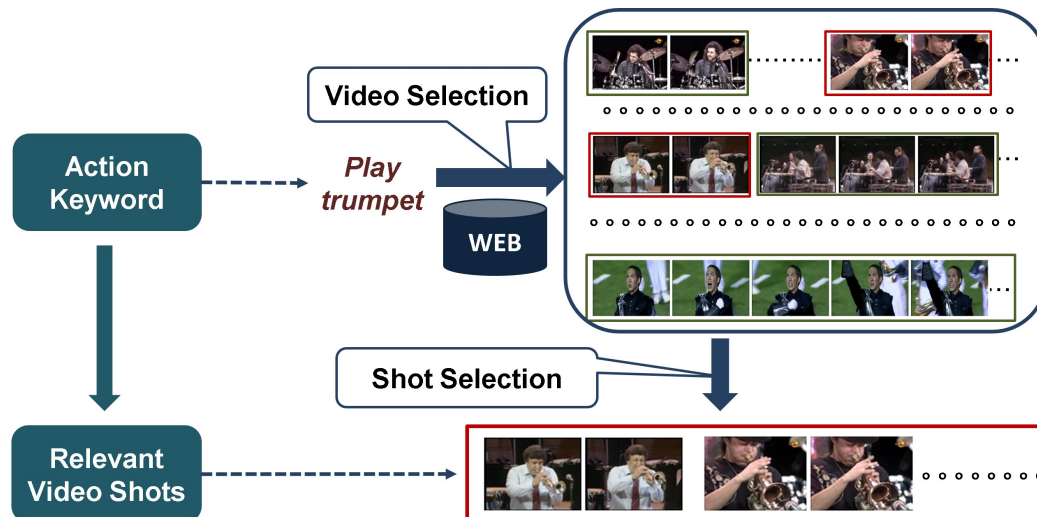 Video Selection
Action
Keyword
Play
trumpet
WEB
Shot Selection
Relevant
Video Shots